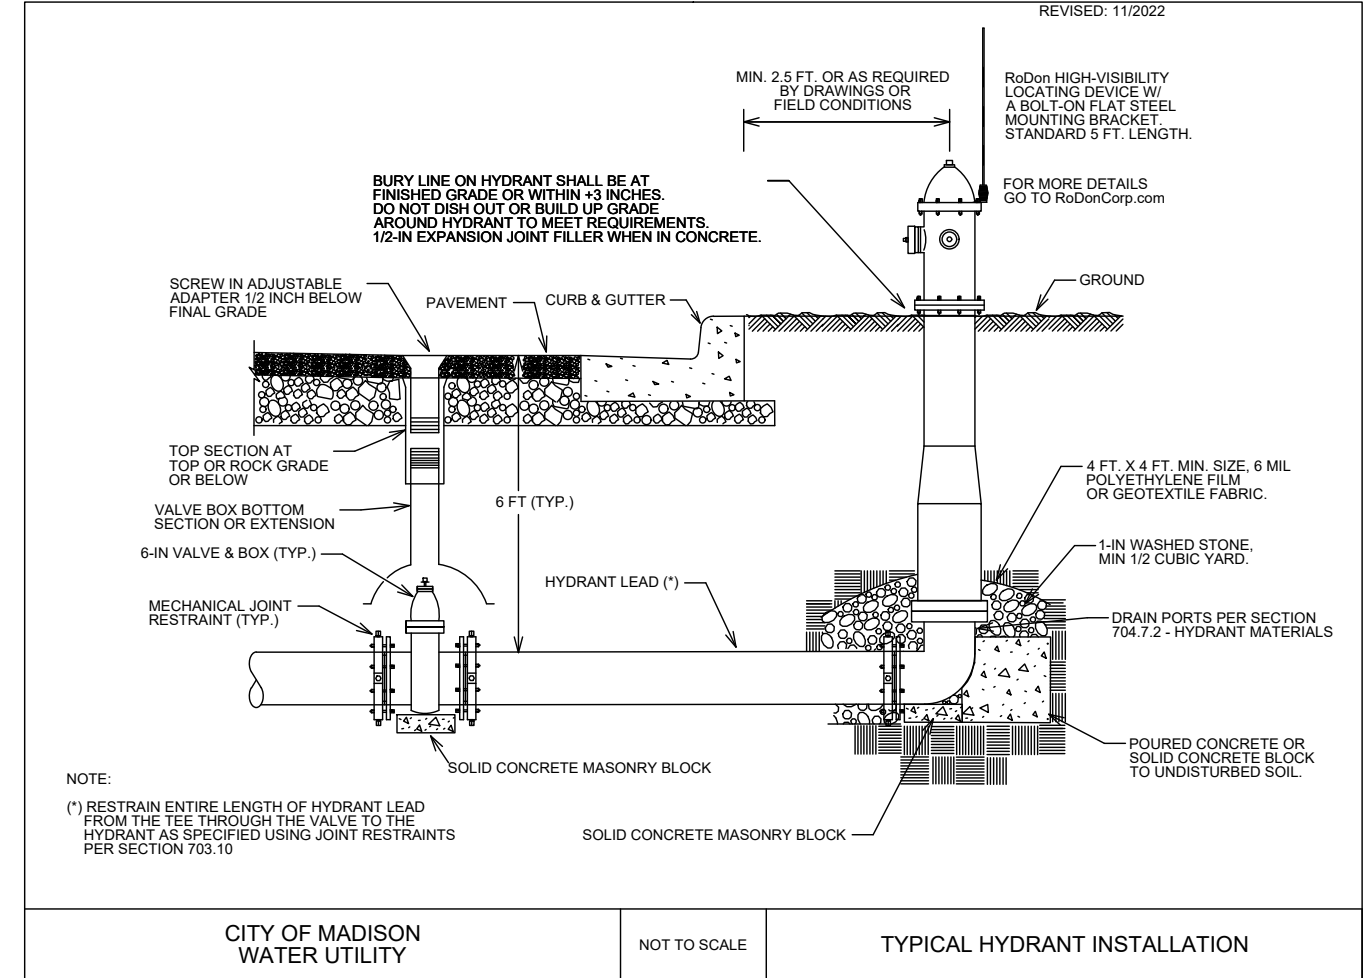 REVISED: 11/2022
MIN. 2.5 FT. OR AS REQUIRED
BY DRAWINGS OR
FIELD CONDITIONS
RoDon HIGH-VISIBILITY
LOCATING DEVICE W/
A BOLT-ON FLAT STEEL
MOUNTING BRACKET.
STANDARD 5 FT. LENGTH.
FOR MORE DETAILS
GO TO RoDonCorp.com
BURY LINE ON HYDRANT SHALL BE AT
FINISHED GRADE OR WITHIN +3 INCHES.
DO NOT DISH OUT OR BUILD UP GRADE
AROUND HYDRANT TO MEET REQUIREMENTS.
1/2-IN EXPANSION JOINT FILLER WHEN IN CONCRETE.
SCREW IN ADJUSTABLE
ADAPTER 1/2 INCH BELOW
FINAL GRADE
PAVEMENT
CURB & GUTTER
GROUND
TOP SECTION AT
TOP OR ROCK GRADE
OR BELOW
VALVE BOX BOTTOM
SECTION OR EXTENSION
6 FT (TYP.)
4 FT. X 4 FT. MIN. SIZE, 6 MIL
POLYETHYLENE FILM
OR GEOTEXTILE FABRIC.
6-IN VALVE & BOX (TYP.)
1-IN WASHED STONE,
MIN 1/2 CUBIC YARD.
HYDRANT LEAD (*)
MECHANICAL JOINT
RESTRAINT (TYP.)
DRAIN PORTS PER SECTION
704.7.2 - HYDRANT MATERIALS
POURED CONCRETE OR
SOLID CONCRETE BLOCK
TO UNDISTURBED SOIL.
SOLID CONCRETE MASONRY BLOCK
SOLID CONCRETE MASONRY BLOCK
NOTE:
(*) RESTRAIN ENTIRE LENGTH OF HYDRANT LEAD
FROM THE TEE THROUGH THE VALVE TO THE
HYDRANT AS SPECIFIED USING JOINT RESTRAINTS
PER SECTION 703.10
CITY OF MADISON
WATER UTILITY
NOT TO SCALE
TYPICAL HYDRANT INSTALLATION